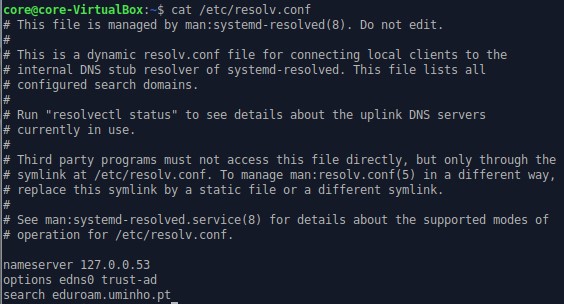 core@core-VirtualBox:~$ cat /etc/resolv.conf
# This file is managed by man:systemd-resolved(8). Do not edit.
#
# This is a dynamic resolv.conf file for connecting local clients to the
# internal DNS stub resolver of systemd-resolved. This file lists all
# configured search domains.
#
# Run "resolvectl status" to see details about the uplink DNS servers
# currently in use.
#
# Third party programs must not access this file directly, but only through the
# symlink at /etc/resolv.conf. To manage man:resolv.conf(5) in a different way,
# replace this symlink by a static file or a different symlink.
#
# See man:systemd-resolved.service(8) for details about the supported modes of
# operation for /etc/resolv.conf.

nameserver 127.0.0.53
options edns0 trust-ad
search eduroam.uminho.pt